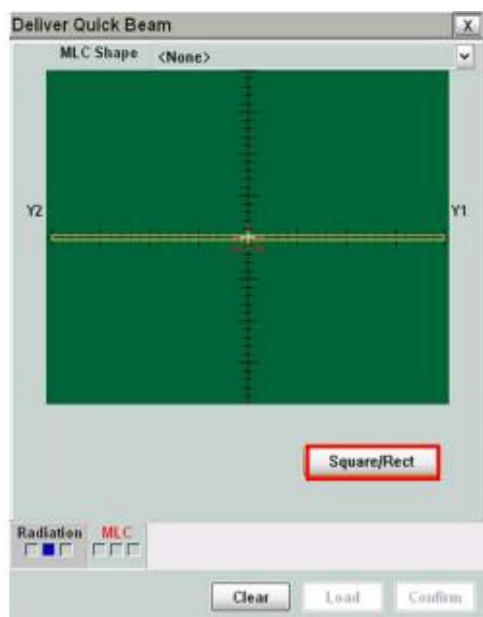 Deliver Quick Beam X
MLC Shape <None>
Y2 Y1
Square/Rect
Radiation MLC
Clear Load Confirm